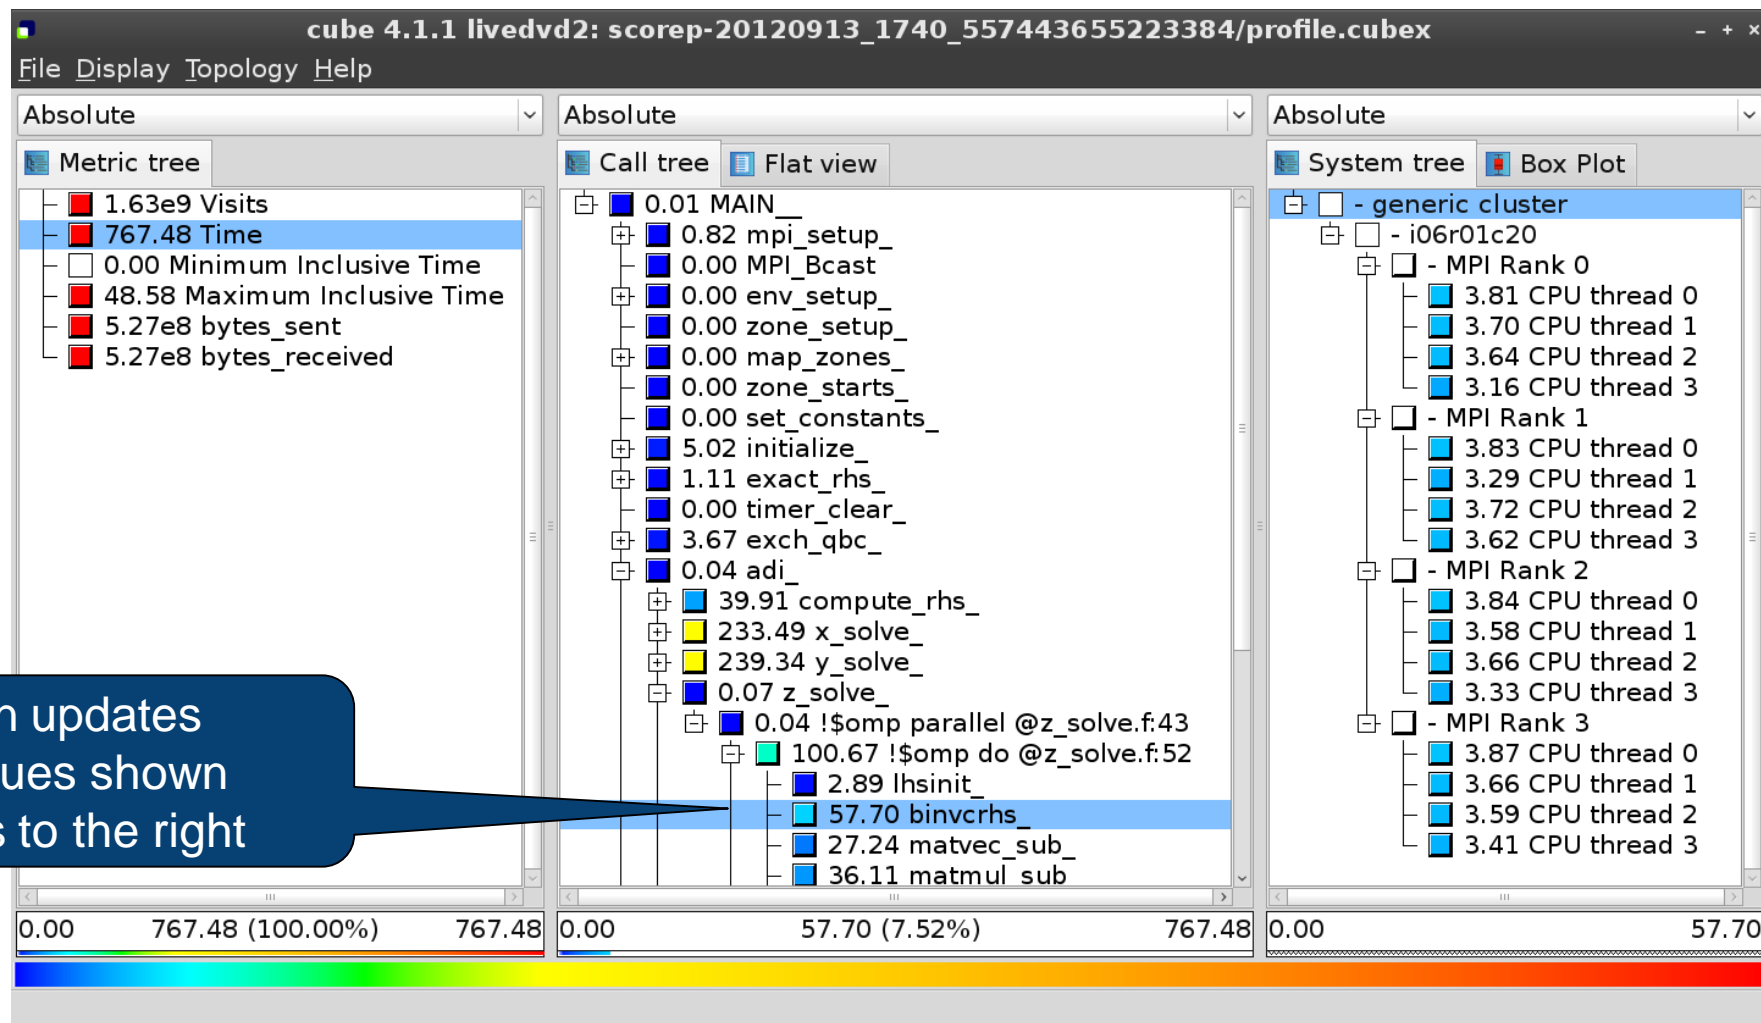 cube 4.1.1 livedvd2: scorep-20120913_1740_557443655223384/profile.cubex
File Display Topology Help
Absolute
Metric tree
1.63e9 Visits
767.48 Time
0.00 Minimum Inclusive Time
48.58 Maximum Inclusive Time
5.27e8 bytes_sent
5.27e8 bytes_received
0.00 767.48 (100.00%) 767.48
Absolute
Call tree Flat view
0.01 MAIN__
0.82 mpi_setup_
0.00 MPI_Bcast
0.00 env_setup_
0.00 zone_setup_
0.00 map_zones_
0.00 zone_starts_
0.00 set_constants_
5.02 initialize_
1.11 exact_rhs_
0.00 timer_clear_
3.67 exch_qbc_
0.04 adi_
39.91 compute_rhs_
233.49 x_solve_
239.34 y_solve_
0.07 z_solve_
0.04 !$omp parallel @z_solve.f:43
100.67 !$omp do @z_solve.f:52
2.89 lhsinit_
57.70 binvcrhs_
27.24 matvec_sub_
36.11 matmul_sub
0.00 57.70 (7.52%) 767.48
Absolute
System tree Box Plot
- generic cluster
- i06r01c20
- MPI Rank 0
3.81 CPU thread 0
3.70 CPU thread 1
3.64 CPU thread 2
3.16 CPU thread 3
- MPI Rank 1
3.83 CPU thread 0
3.29 CPU thread 1
3.72 CPU thread 2
3.62 CPU thread 3
- MPI Rank 2
3.84 CPU thread 0
3.58 CPU thread 1
3.66 CPU thread 2
3.33 CPU thread 3
- MPI Rank 3
3.87 CPU thread 0
3.66 CPU thread 1
3.59 CPU thread 2
3.41 CPU thread 3
0.00 57.70
n updates
ues shown
s to the right